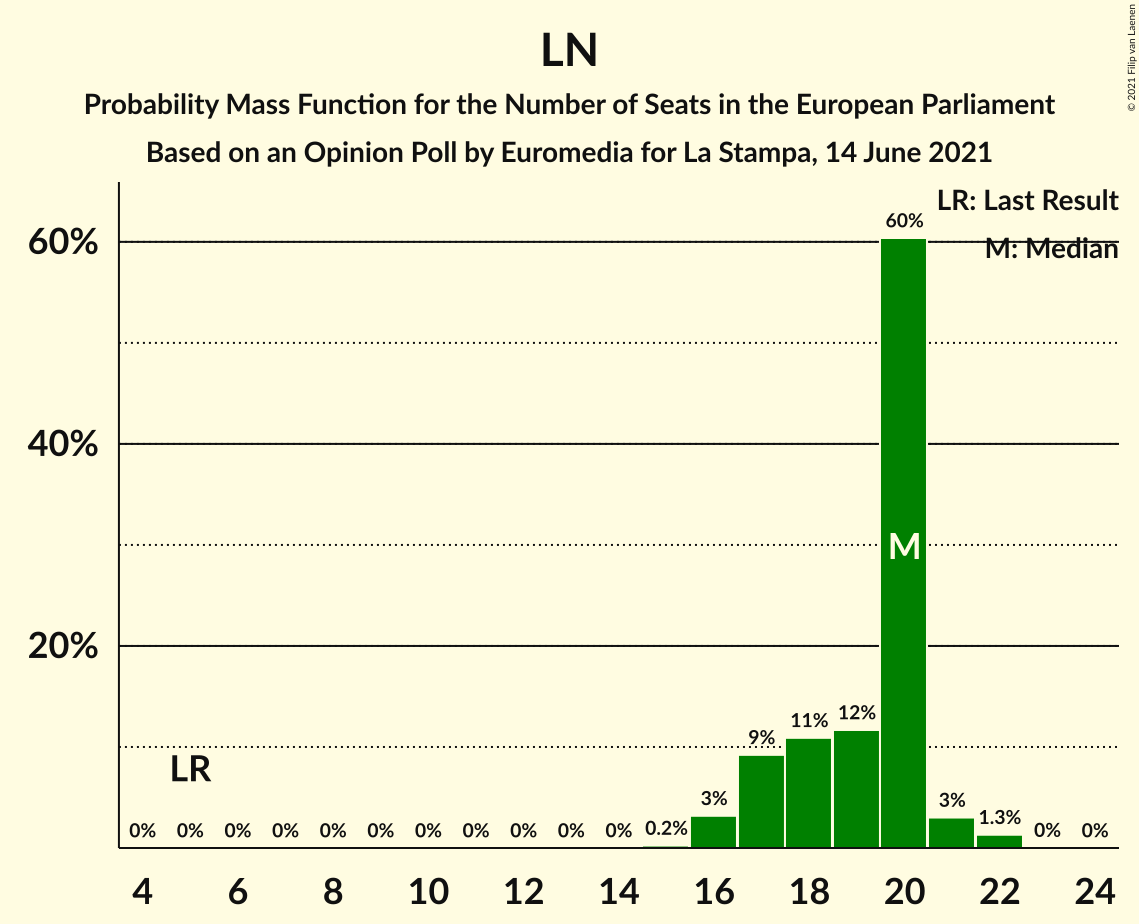 LN
Probability Mass Function for the Number of Seats in the European Parliament
Based on an Opinion Poll by Euromedia for La Stampa, 14 June 2021
© 2021 Filip van Laenen
LR: Last Result
M: Median
60%
40%
20%
LR
M
0% 0% 0% 0% 0% 0% 0% 0% 0% 0% 0% 0.2% 3% 9% 11% 12% 60% 3% 1.3% 0% 0%
4 6 8 10 12 14 16 18 20 22 24